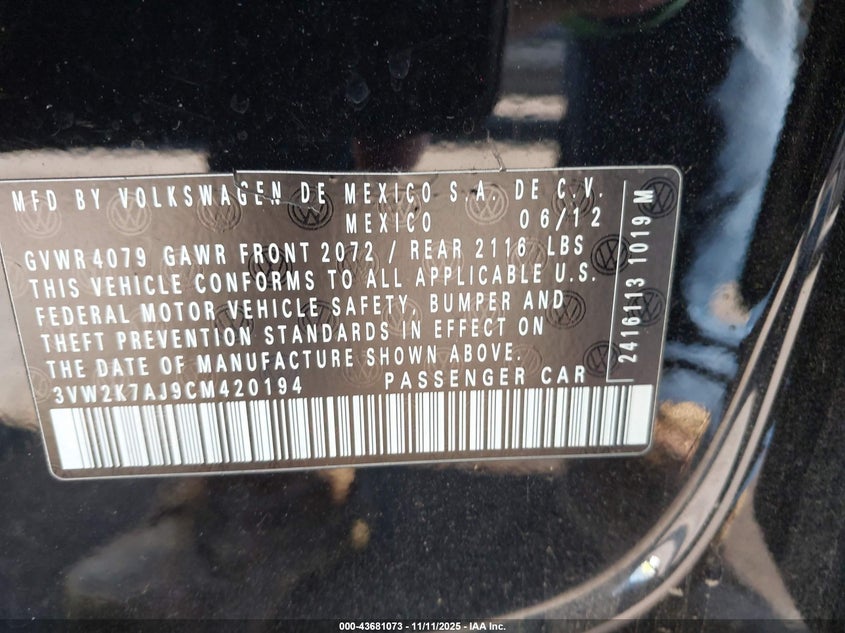 MFD BY VOLKSWAGEN DE MEXICO S.A. DE C.V.
MEXICO 06/12
GVWR 4079 GAWR FRONT 2072 / REAR 2116 LBS
THIS VEHICLE CONFORMS TO ALL APPLICABLE U.S.
FEDERAL MOTOR VEHICLE SAFETY, BUMPER AND
THEFT PREVENTION STANDARDS IN EFFECT ON
THE DATE OF MANUFACTURE SHOWN ABOVE.
3VW2K7AJ9CM420194 PASSENGER CAR
2416113 1019 M
000-43681073 - 11/11/2025 - IAA Inc.